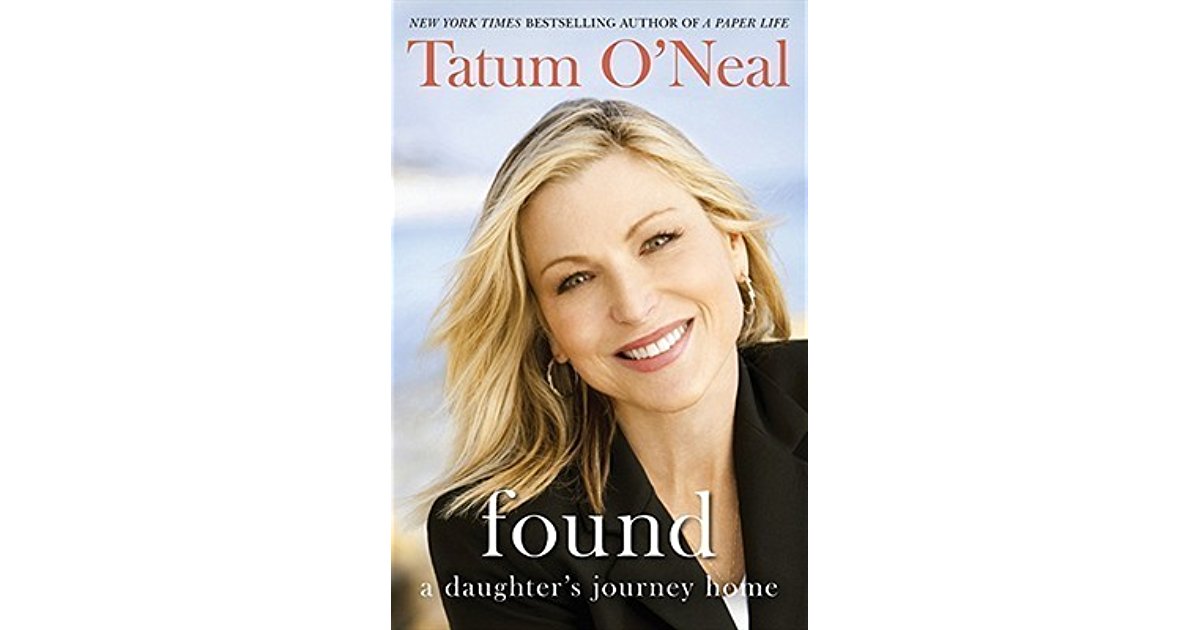 NEW YORK TIMES BESTSELLING AUTHOR OF A PAPER LIFE
Tatum O'Neal
found
a daughter's journey home